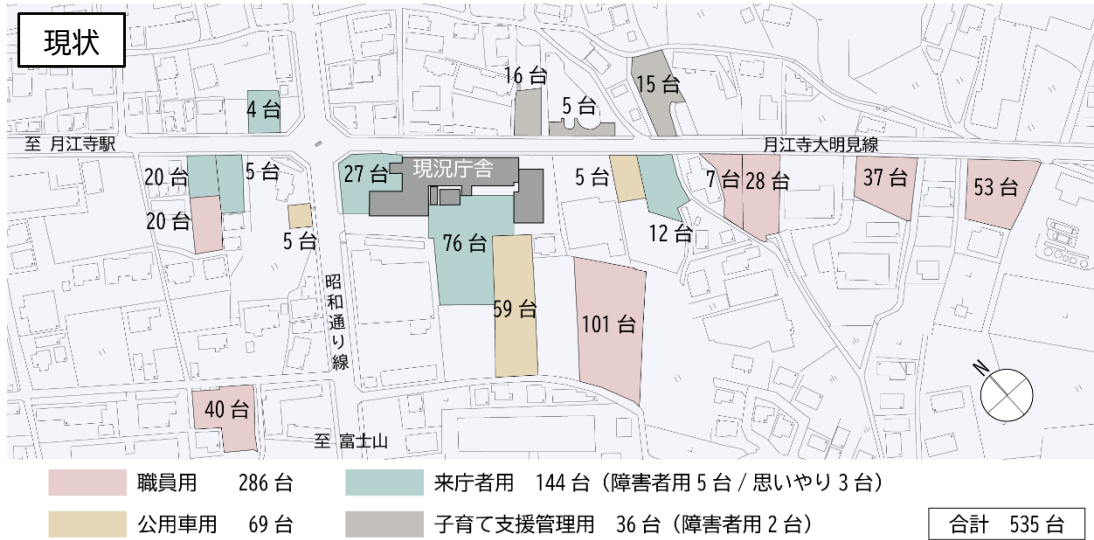 現状
16 台
15 台
5 台
4 台
至 月江寺駅
月江寺大明見線
現況庁舎
20 台
5 台
27 台
5 台
7 台
28 台
37 台
53 台
20 台
5 台
76 台
12 台
昭和通り線
59 台
101 台
N
40 台
至 富士山
職員用 286 台
来庁者用 144 台（障害者用 5 台 / 思いやり 3 台）
公用車用 69 台
子育て支援管理用 36 台（障害者用 2 台）
合計 535 台